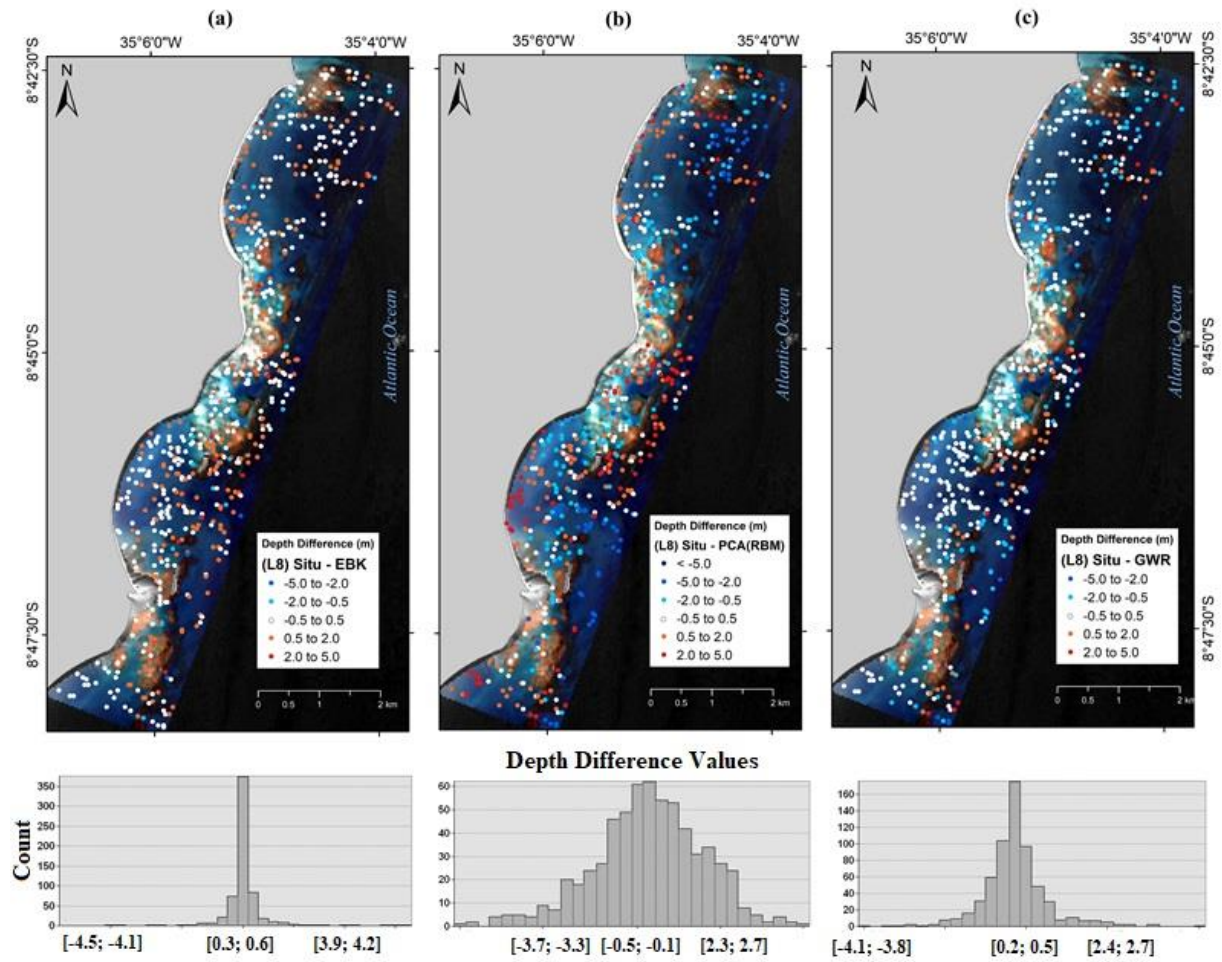 (a)
(b)
(c)
35°6'0"W
35°4'0"W
35°6'0"W
35°4'0"W
35°6'0"W
35°4'0"W
8°42'30"S
8°45'0"S
8°47'30"S
N
Atlantic Ocean
Depth Difference (m)
(L8) Situ - EBK
-5.0 to -2.0
-2.0 to -0.5
-0.5 to 0.5
0.5 to 2.0
2.0 to 5.0
0 0.5 1 2 km
N
Atlantic Ocean
Depth Difference (m)
(L8) Situ - PCA(RBM)
< -5.0
-5.0 to -2.0
-2.0 to -0.5
-0.5 to 0.5
0.5 to 2.0
2.0 to 5.0
0 0.5 1 2 km
N
Atlantic Ocean
Depth Difference (m)
(L8) Situ - GWR
-5.0 to -2.0
-2.0 to -0.5
-0.5 to 0.5
0.5 to 2.0
2.0 to 5.0
0 0.5 1 2 km
8°42'30"S
8°45'0"S
8°47'30"S
Depth Difference Values
Count
350
300
250
200
150
100
50
0
[-4.5; -4.1] [0.3; 0.6] [3.9; 4.2]
60
50
40
30
20
10
0
[-3.7; -3.3] [-0.5; -0.1] [2.3; 2.7]
160
140
120
100
80
60
40
20
0
[-4.1; -3.8] [0.2; 0.5] [2.4; 2.7]